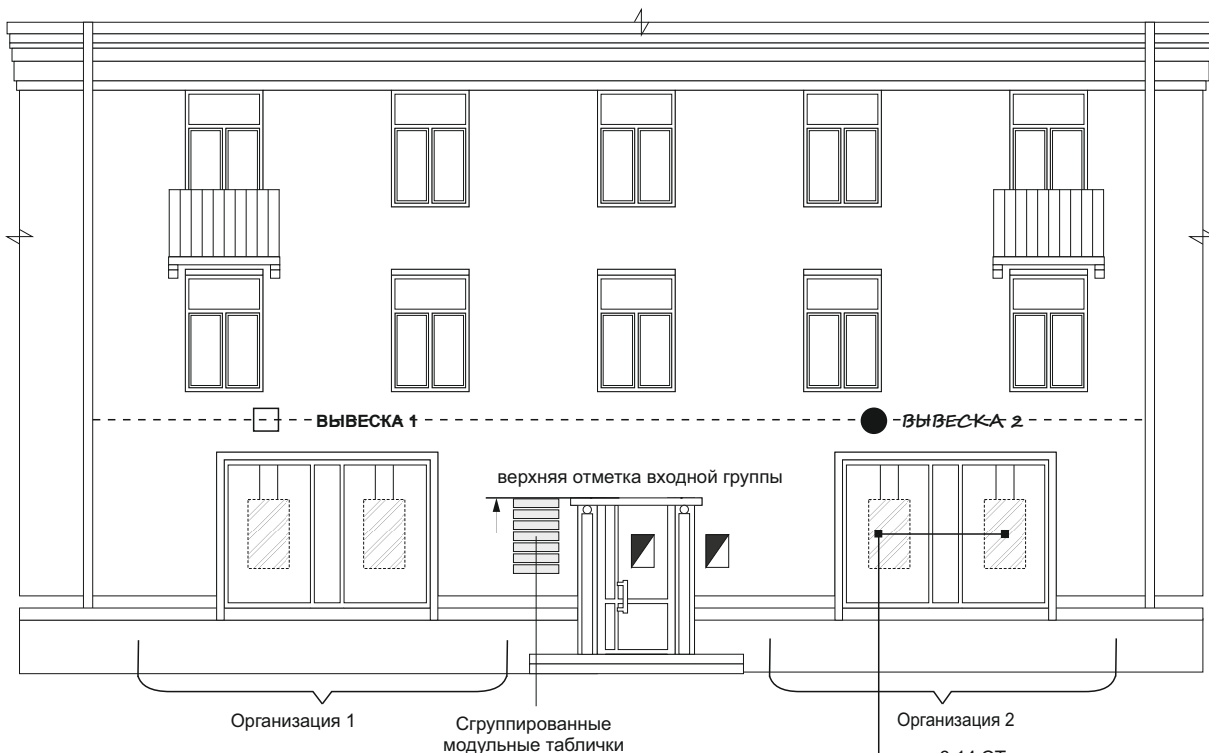 ВЫВЕСКА 1
ВЫВЕСКА 2
верхняя отметка входной группы
Организация 1
Сгруппированные
модульные таблички
Организация 2